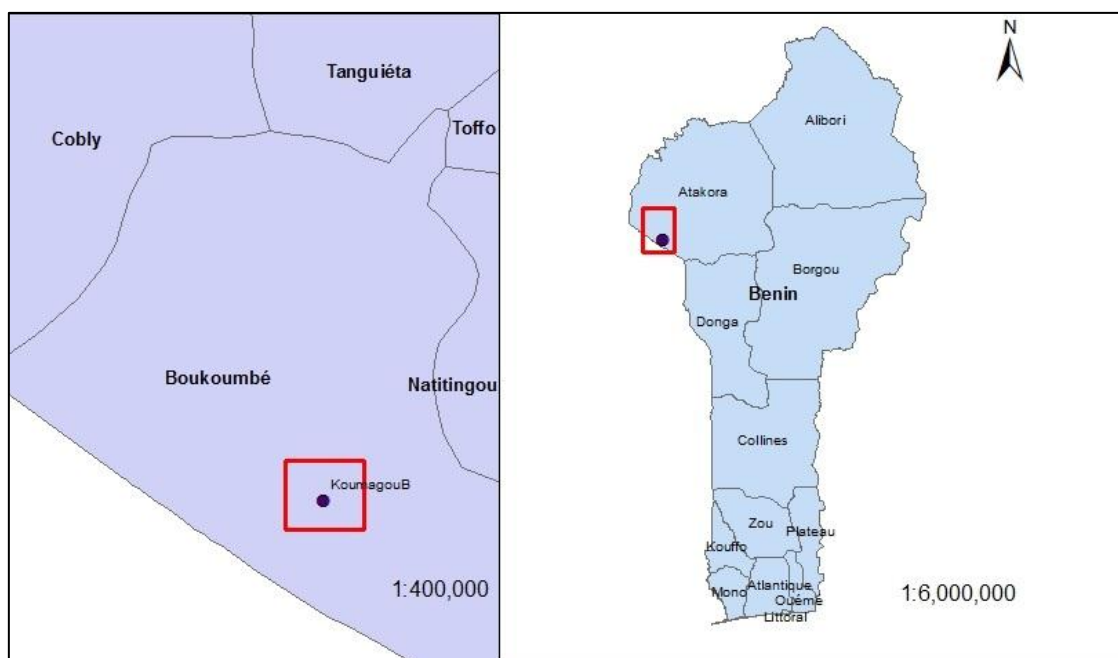 Tanguiéta
Toffo
Cobly
Boukoumbé
Natitingou
KoumagouB
1:400,000
N
Alibori
Atakora
Borgou
Benin
Donga
Collines
Zou
Plateau
Kouffo
Atlantique
Mono
Ouémé
Littoral
1:6,000,000